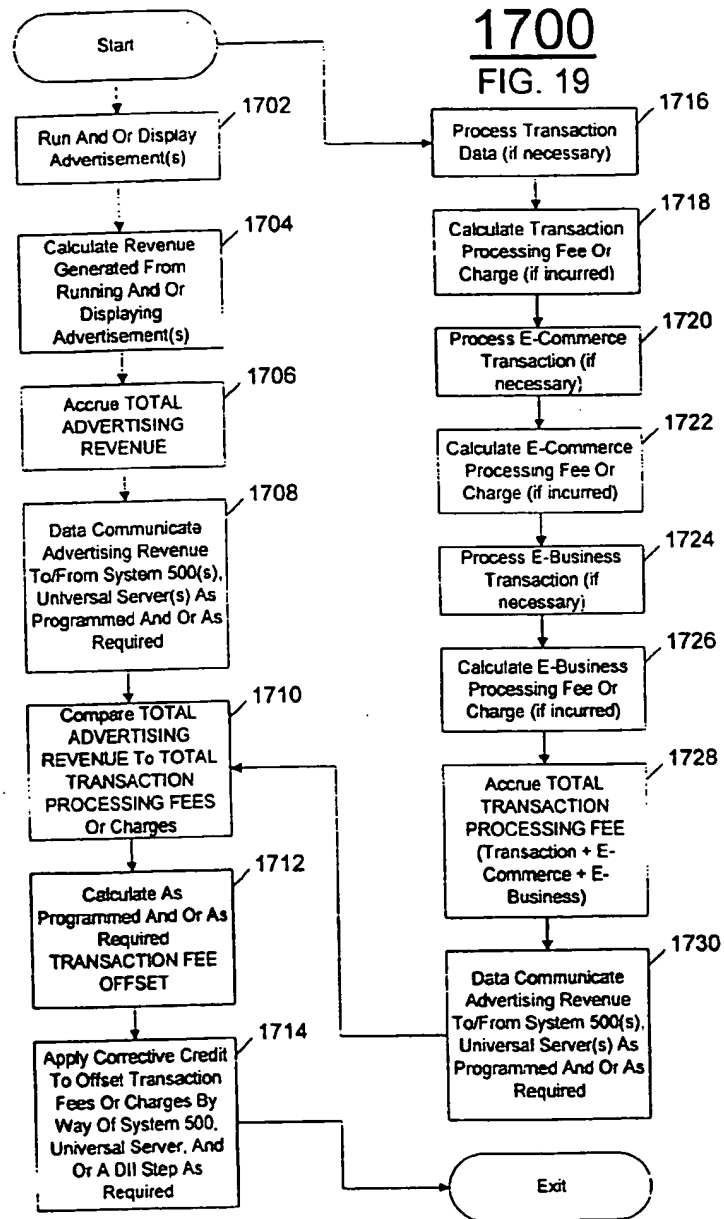 1700
FIG. 19
Start
1702
Run And Or Display
Advertisement(s)
1704
Calculate Revenue
Generated From
Running And Or
Displaying
Advertisement(s)
1706
Accrue TOTAL
ADVERTISING
REVENUE
1708
Data Communicate
Advertising Revenue
To/From System 500(s),
Universal Server(s) As
Programmed And Or As
Required
1710
Compare TOTAL
ADVERTISING
REVENUE To TOTAL
TRANSACTION
PROCESSING FEES
Or Charges
1712
Calculate As
Programmed And Or As
Required
TRANSACTION FEE
OFFSET
1714
Apply Corrective Credit
To Offset Transaction
Fees Or Charges By
Way Of System 500,
Universal Server, And
Or A DII Step As
Required
1716
Process Transaction
Data (if necessary)
1718
Calculate Transaction
Processing Fee Or
Charge (if incurred)
1720
Process E-Commerce
Transaction (if
necessary)
1722
Calculate E-Commerce
Processing Fee Or
Charge (if incurred)
1724
Process E-Business
Transaction (if
necessary)
1726
Calculate E-Business
Processing Fee Or
Charge (if incurred)
1728
Accrue TOTAL
TRANSACTION
PROCESSING FEE
(Transaction + E-
Commerce + E-
Business)
1730
Data Communicate
Advertising Revenue
To/From System 500(s),
Universal Server(s) As
Programmed And Or As
Required
Exit